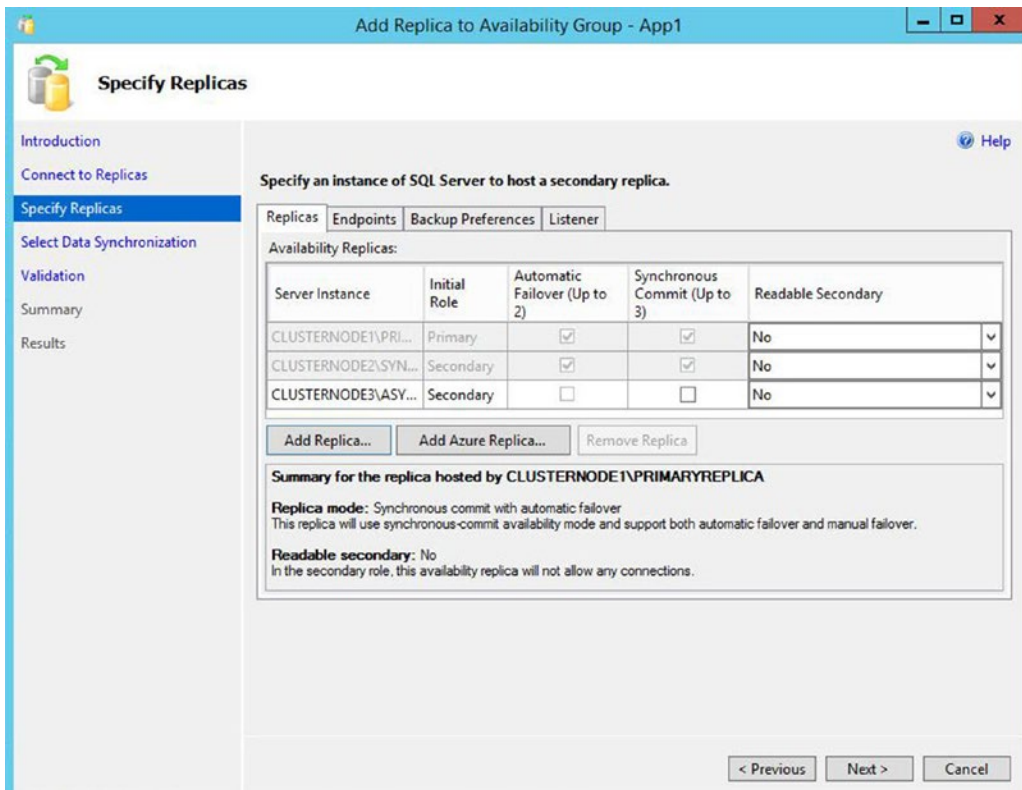 Add Replica to Availability Group - App1
Specify Replicas
Introduction
Connect to Replicas
Specify Replicas
Select Data Synchronization
Validation
Summary
Results
Help
Specify an instance of SQL Server to host a secondary replica.
Replicas Endpoints Backup Preferences Listener
Availability Replicas:
Server Instance Initial Role Automatic Failover (Up to 2) Synchronous Commit (Up to 3) Readable Secondary
CLUSTERNODE1\PRI... Primary No
CLUSTERNODE2\SYN... Secondary No
CLUSTERNODE3\ASY... Secondary No
Add Replica... Add Azure Replica... Remove Replica
Summary for the replica hosted by CLUSTERNODE1\PRIMARYREPLICA
Replica mode: Synchronous commit with automatic failover
This replica will use synchronous-commit availability mode and support both automatic failover and manual failover.
Readable secondary: No
In the secondary role, this availability replica will not allow any connections.
< Previous Next > Cancel